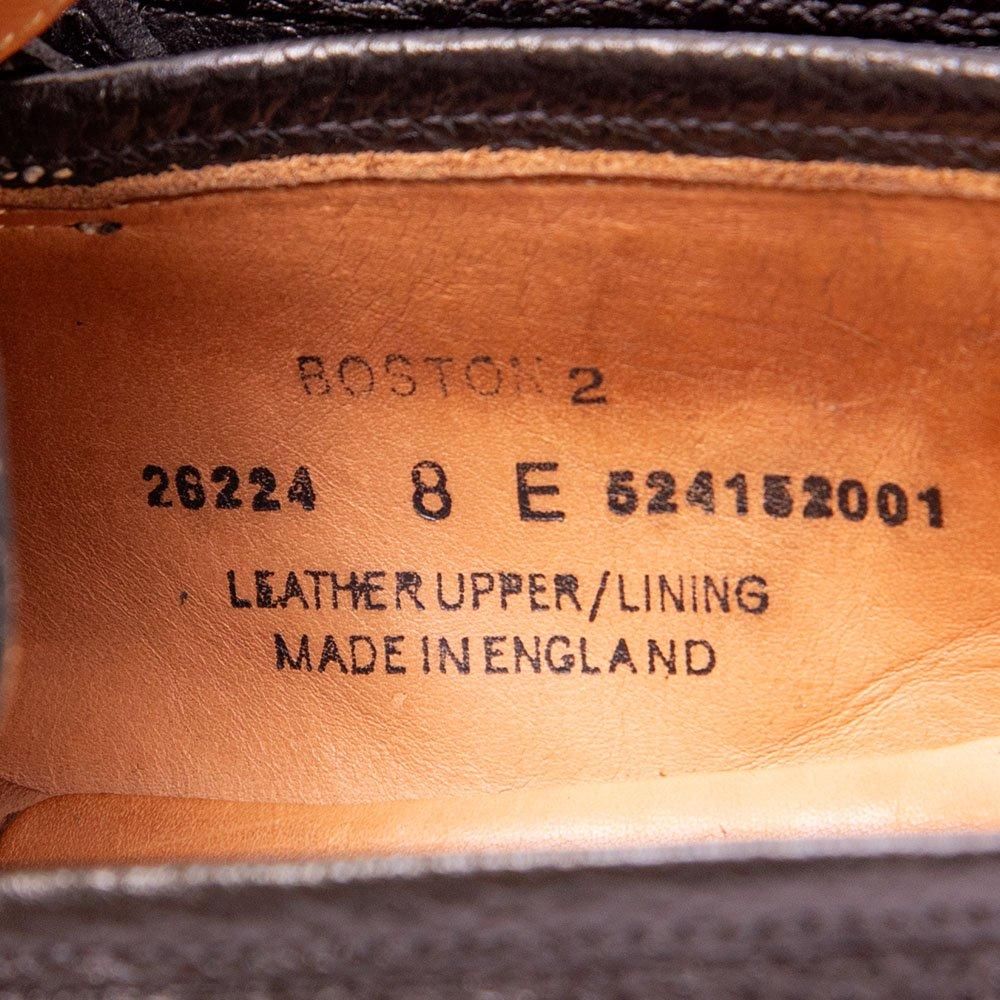 BOSTON 2
26224 8 E 524152001
LEATHER UPPER/LINING
MADE IN ENGLAND